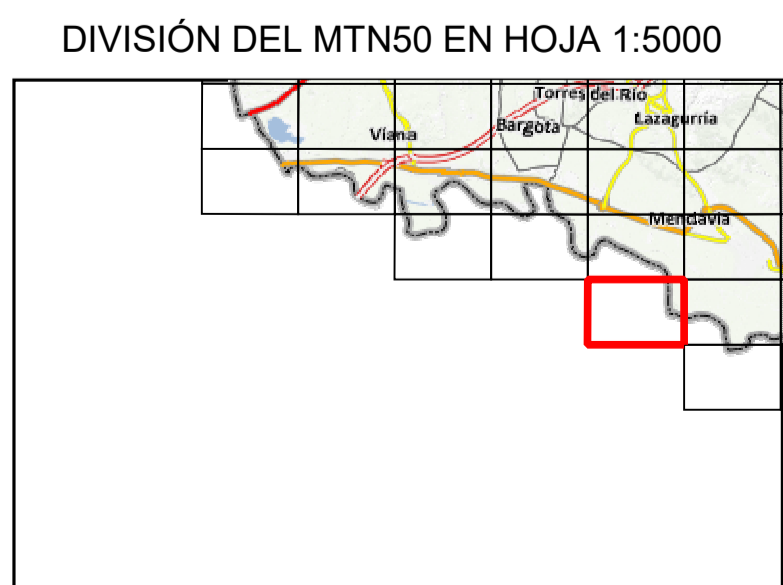 DIVISIÓN DEL MTN50 EN HOJA 1:5000
Torres del Río
Lazagurría
Bargota
Viana
Mendavia